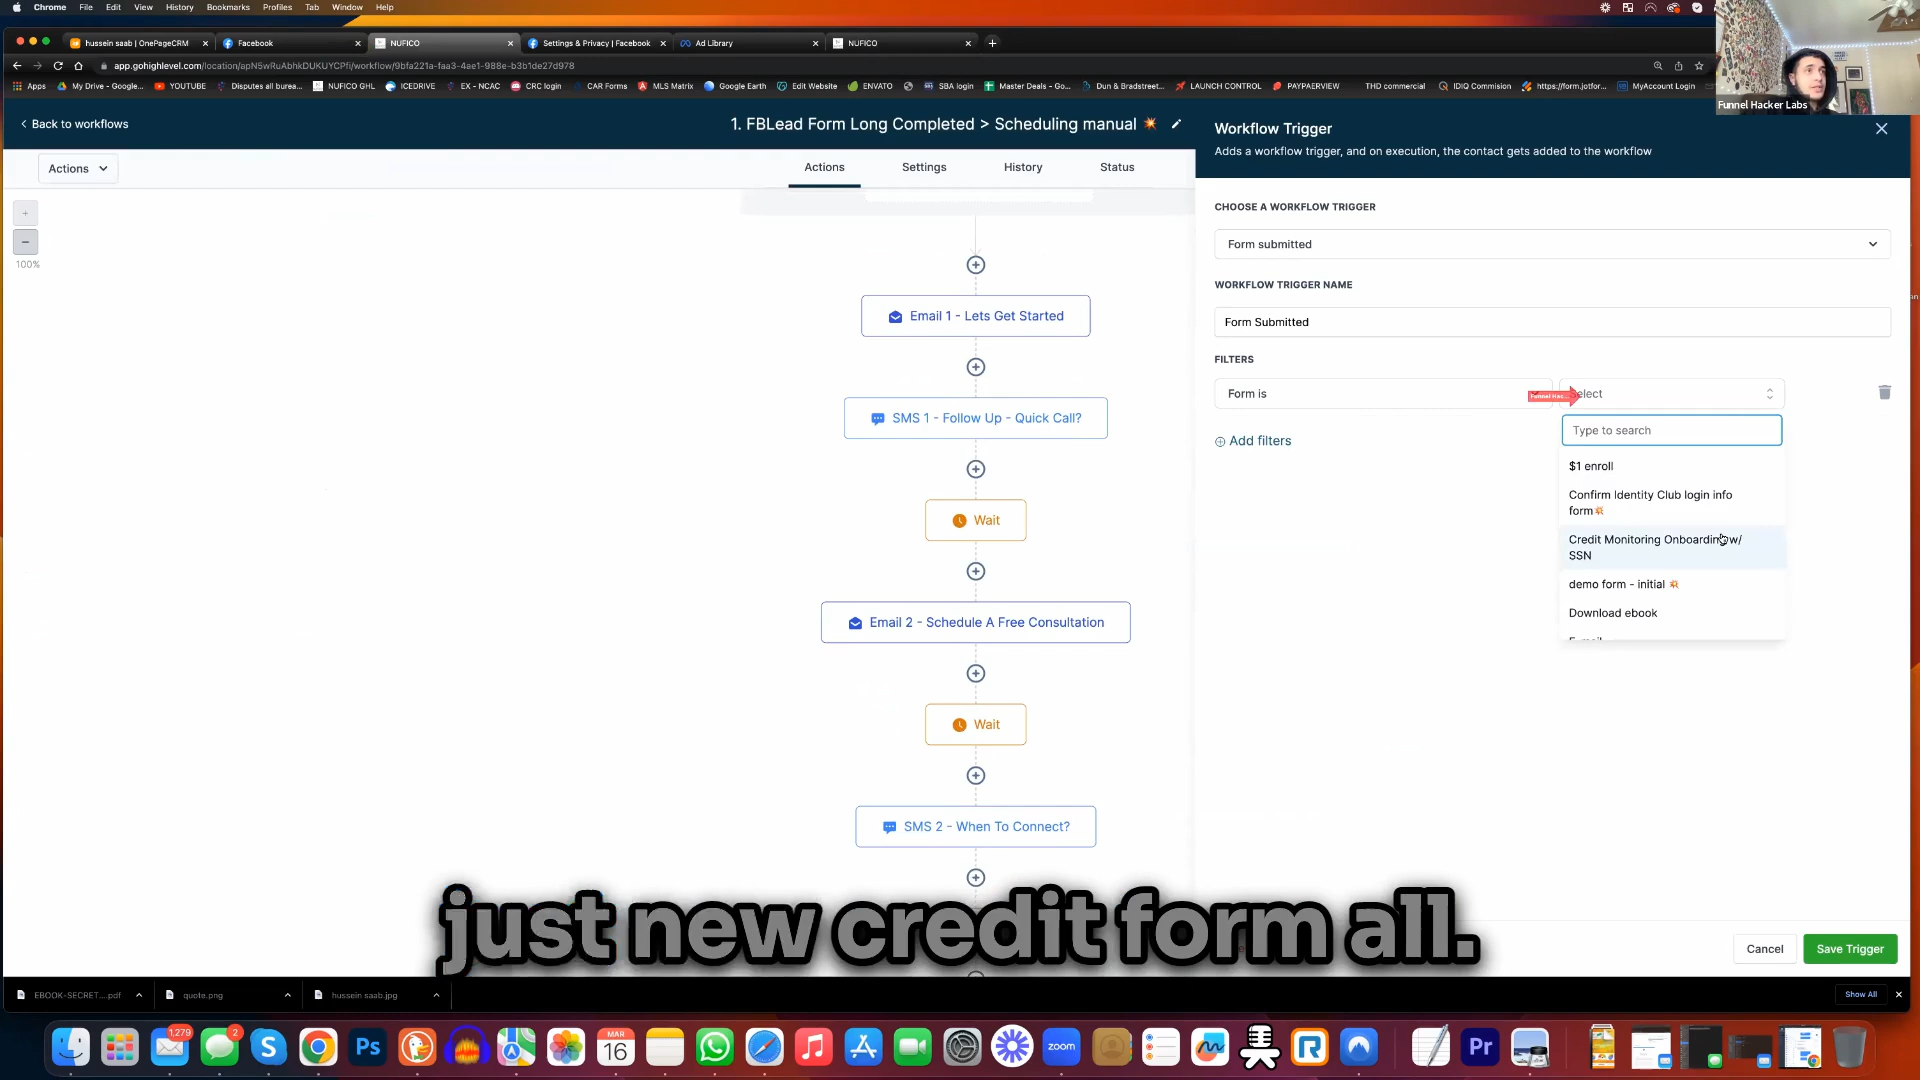 Chrome File Edit View History Bookmarks Profiles Tab Window Help
hussein saab | OnePageCRM
Facebook
NUFICO
Settings & Privacy | Facebook
Ad Library
NUFICO
app.gohighlevel.com/location/apN5wRuAbhkDUKUYCPfi/workflow/9bfa221a-faa3-4ae1-988e-b3b1de27d978
Apps
My Drive - Google...
YOUTUBE
Disputes all burea...
NUFICO GHL
ICEDRIVE
EX - NCAC
CRC login
CAR Forms
MLS Matrix
Google Earth
Edit Website
ENVATO
SBA login
Master Deals - Go...
Dun & Bradstreet...
LAUNCH CONTROL
PAYPAERVIEW
THD commercial
IDIQ Commision
https://form.jotfor...
MyAccount Login
Funnel Hacker Labs
Back to workflows
1. FBLead Form Long Completed > Scheduling manual 💥
Actions
Actions
Settings
History
Status
+
−
100%
Email 1 - Lets Get Started
SMS 1 - Follow Up - Quick Call?
Wait
Email 2 - Schedule A Free Consultation
Wait
SMS 2 - When To Connect?
Workflow Trigger
Adds a workflow trigger, and on execution, the contact gets added to the workflow
CHOOSE A WORKFLOW TRIGGER
Form submitted
WORKFLOW TRIGGER NAME
Form Submitted
FILTERS
Form is
Funnel Hac...
Select
Add filters
Type to search
$1 enroll
Confirm Identity Club login info
form💥
Credit Monitoring Onboarding w/
SSN
demo form - initial 💥
Download ebook
Cancel
Save Trigger
just new credit form all.
EBOOK-SECRET....pdf
quote.png
hussein saab.jpg
Show All
1,279
2
MAR
16
Ps
zoom
Pr